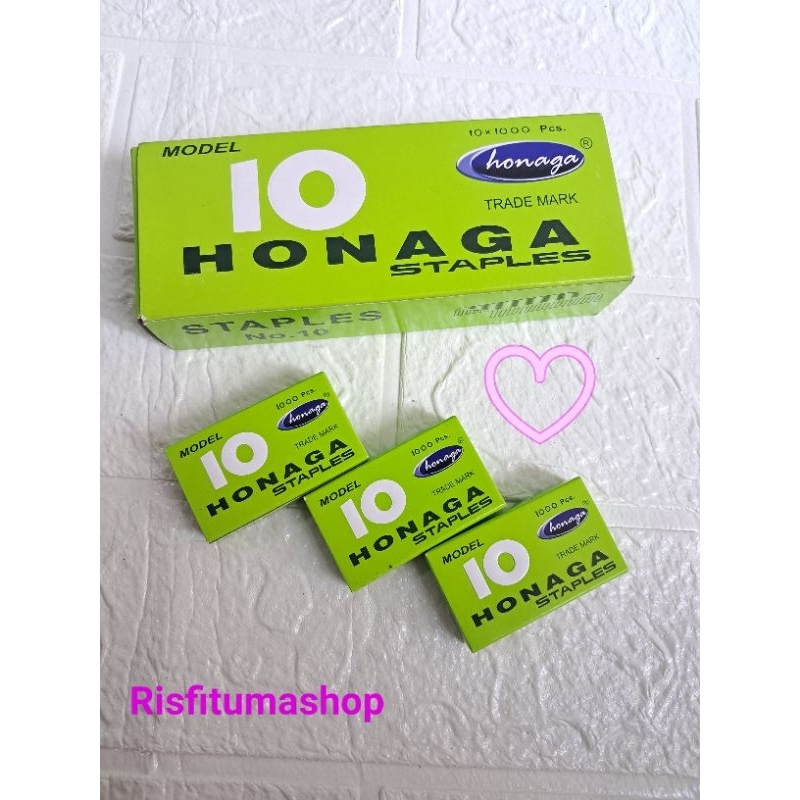 MODEL
10×1000 Pcs.
honaga®
10
TRADE MARK
HONAGA
STAPLES
STAPLES
No.10
MODEL
1000 Pcs.
honaga®
10
TRADE MARK
HONAGA
STAPLES
MODEL
1000 Pcs.
honaga®
10
TRADE MARK
HONAGA
STAPLES
MODEL
1000 Pcs.
honaga®
10
TRADE MARK
HONAGA
STAPLES
Risfitumashop